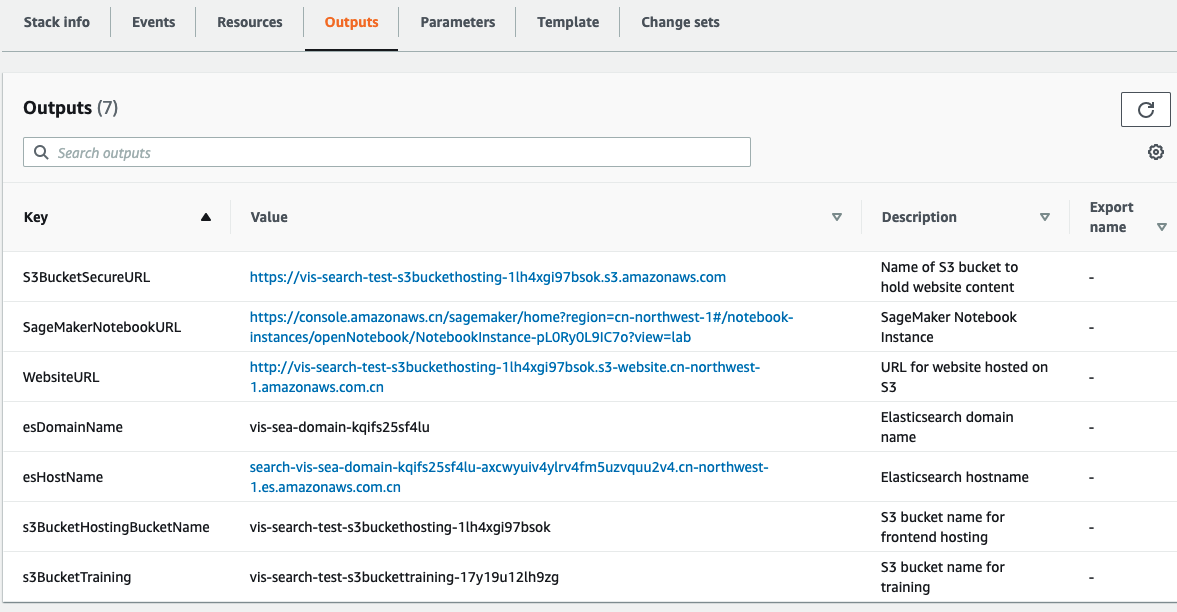 Stack info Events Resources Outputs Parameters Template Change sets
Outputs (7)
Search outputs
Key Value Description Export
name
S3BucketSecureURL https://vis-search-test-s3buckethosting-1lh4xgi97bsok.s3.amazonaws.com Name of S3 bucket to
hold website content -
SageMakerNotebookURL https://console.amazonaws.cn/sagemaker/home?region=cn-northwest-1#/notebook-
instances/openNotebook/NotebookInstance-pL0Ry0L9IC7o?view=lab SageMaker Notebook
Instance -
WebsiteURL http://vis-search-test-s3buckethosting-1lh4xgi97bsok.s3-website.cn-northwest-
1.amazonaws.com.cn URL for website hosted on
S3 -
esDomainName vis-sea-domain-kqifs25sf4lu Elasticsearch domain
name -
esHostName search-vis-sea-domain-kqifs25sf4lu-axcwyuiv4ylrv4fm5uzvquu2v4.cn-northwest-
1.es.amazonaws.com.cn Elasticsearch hostname -
s3BucketHostingBucketName vis-search-test-s3buckethosting-1lh4xgi97bsok S3 bucket name for
frontend hosting -
s3BucketTraining vis-search-test-s3buckettraining-17y19u12lh9zg S3 bucket name for
training -